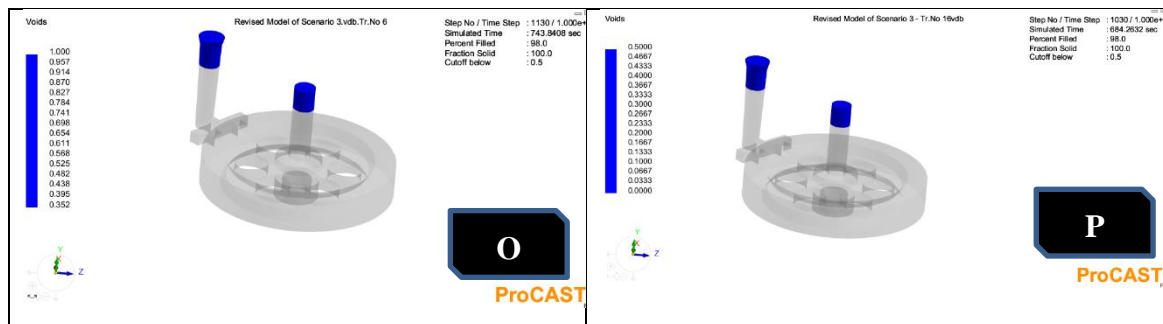 Voids
Revised Model of Scenario 3.vdb.Tr.No 6
Step No / Time Step : 1130 / 1.000e+
Simulated Time : 743.8408 sec
Percent Filled : 98.0
Fraction Solid : 100.0
Cutoff below : 0.5
1.000
0.957
0.914
0.870
0.827
0.784
0.741
0.698
0.654
0.611
0.568
0.525
0.482
0.438
0.395
0.352
Y
X
Z
O
ProCAST
Voids
Revised Model of Scenario 3 - Tr.No 16vdb
Step No / Time Step : 1030 / 1.000e+
Simulated Time : 684.2632 sec
Percent Filled : 98.0
Fraction Solid : 100.0
Cutoff below : 0.5
0.5000
0.4667
0.4333
0.4000
0.3667
0.3333
0.3000
0.2667
0.2333
0.2000
0.1667
0.1333
0.1000
0.0667
0.0333
0.0000
Y
X
Z
P
ProCAST